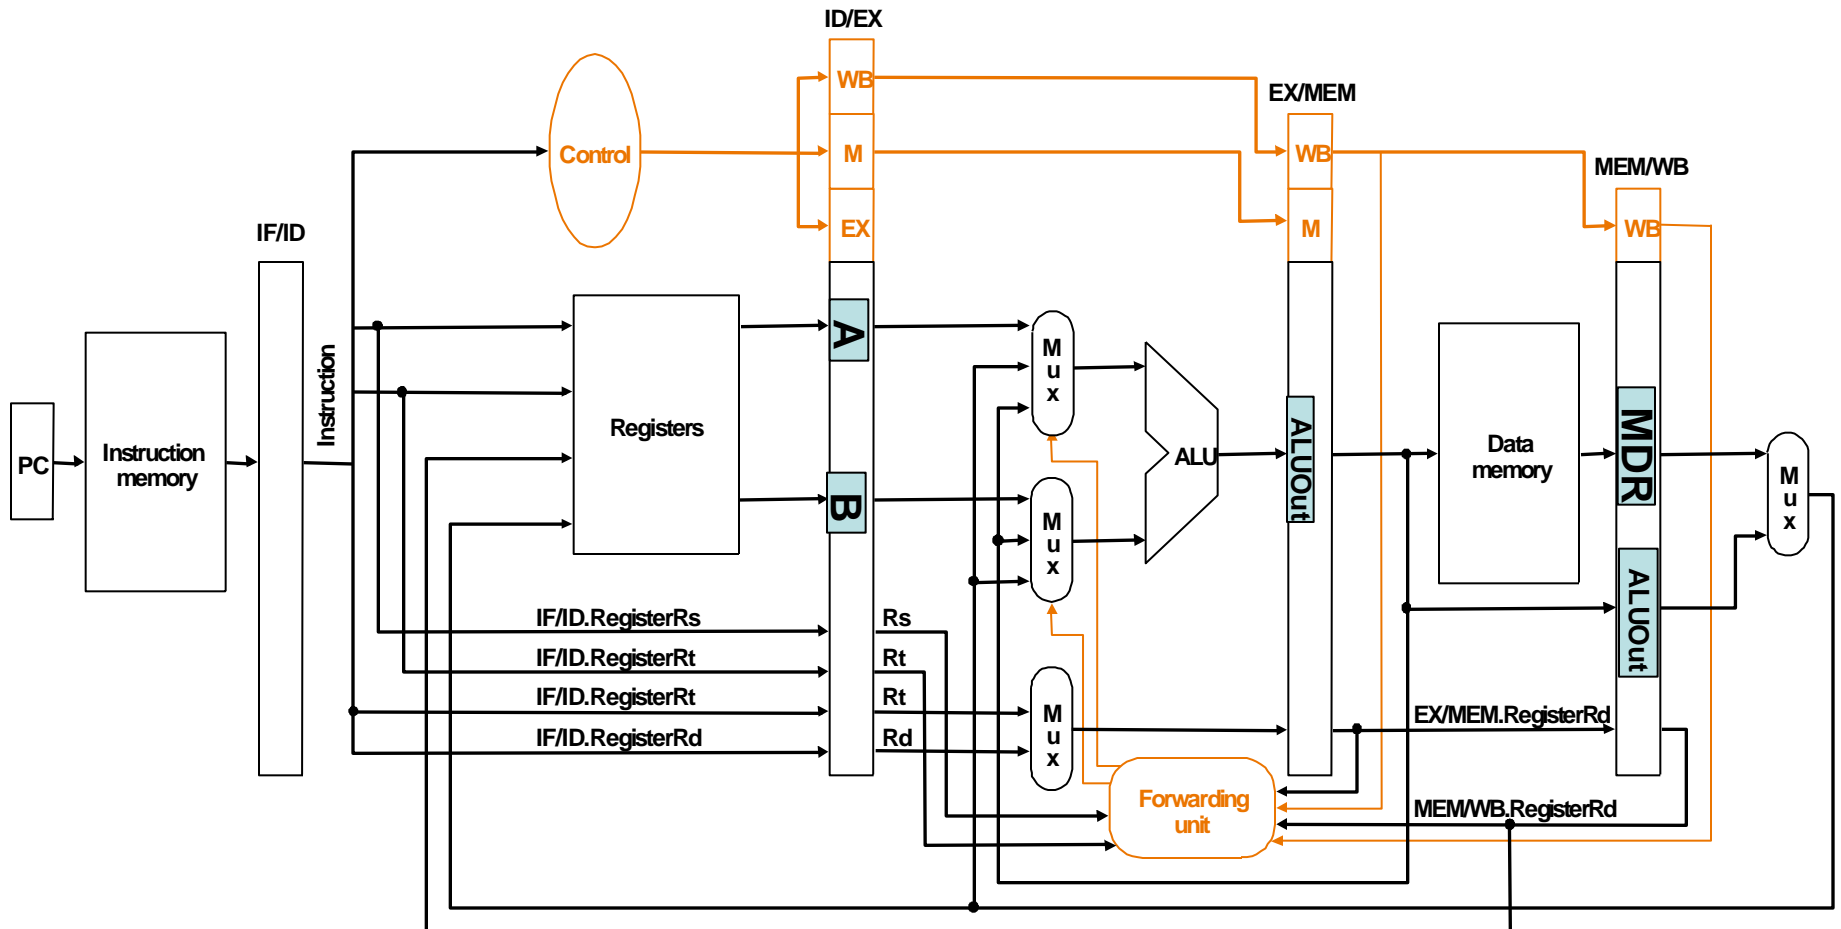 ID/EX
WB
EX/MEM
Control
M
WB
MEM/WB
IF/ID
EX
M
WB
Instruction
A
M
u
x
PC
Instruction
memory
Registers
ALU
ALUOut
Data
memory
MDR
M
u
x
B
M
u
x
ALUOut
IF/ID.RegisterRs
Rs
IF/ID.RegisterRt
Rt
IF/ID.RegisterRt
Rt
IF/ID.RegisterRd
Rd
M
u
x
EX/MEM.RegisterRd
Forwarding
unit
MEM/WB.RegisterRd